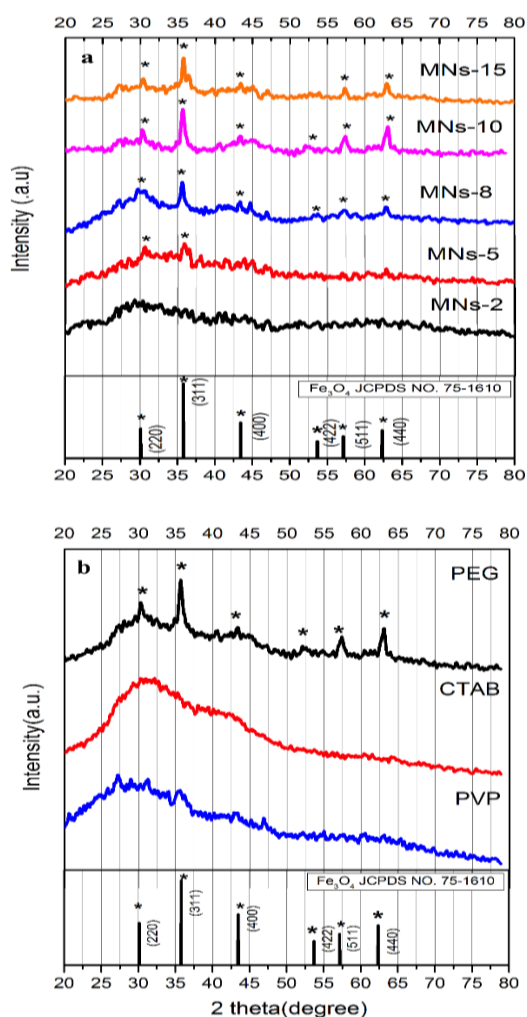 20 25 30 35 40 45 50 55 60 65 70 75 80
a
* * * * * MNs-15
* * * * * * MNs-10
* * * * * * MNs-8
* * * MNs-5
MNs-2
Intensity (.a.u)
Fe₃O₄ JCPDS NO. 75-1610
* (220)
* (311)
* (400)
* (422)
* (511)
* (440)
20 25 30 35 40 45 50 55 60 65 70 75 80
20 25 30 35 40 45 50 55 60 65 70 75 80
b
* * * * * * PEG
CTAB
PVP
Intensity(a.u.)
Fe₃O₄ JCPDS NO. 75-1610
* (220)
* (311)
* (400)
* (422)
* (511)
* (440)
20 25 30 35 40 45 50 55 60 65 70 75 80
2 theta(degree)